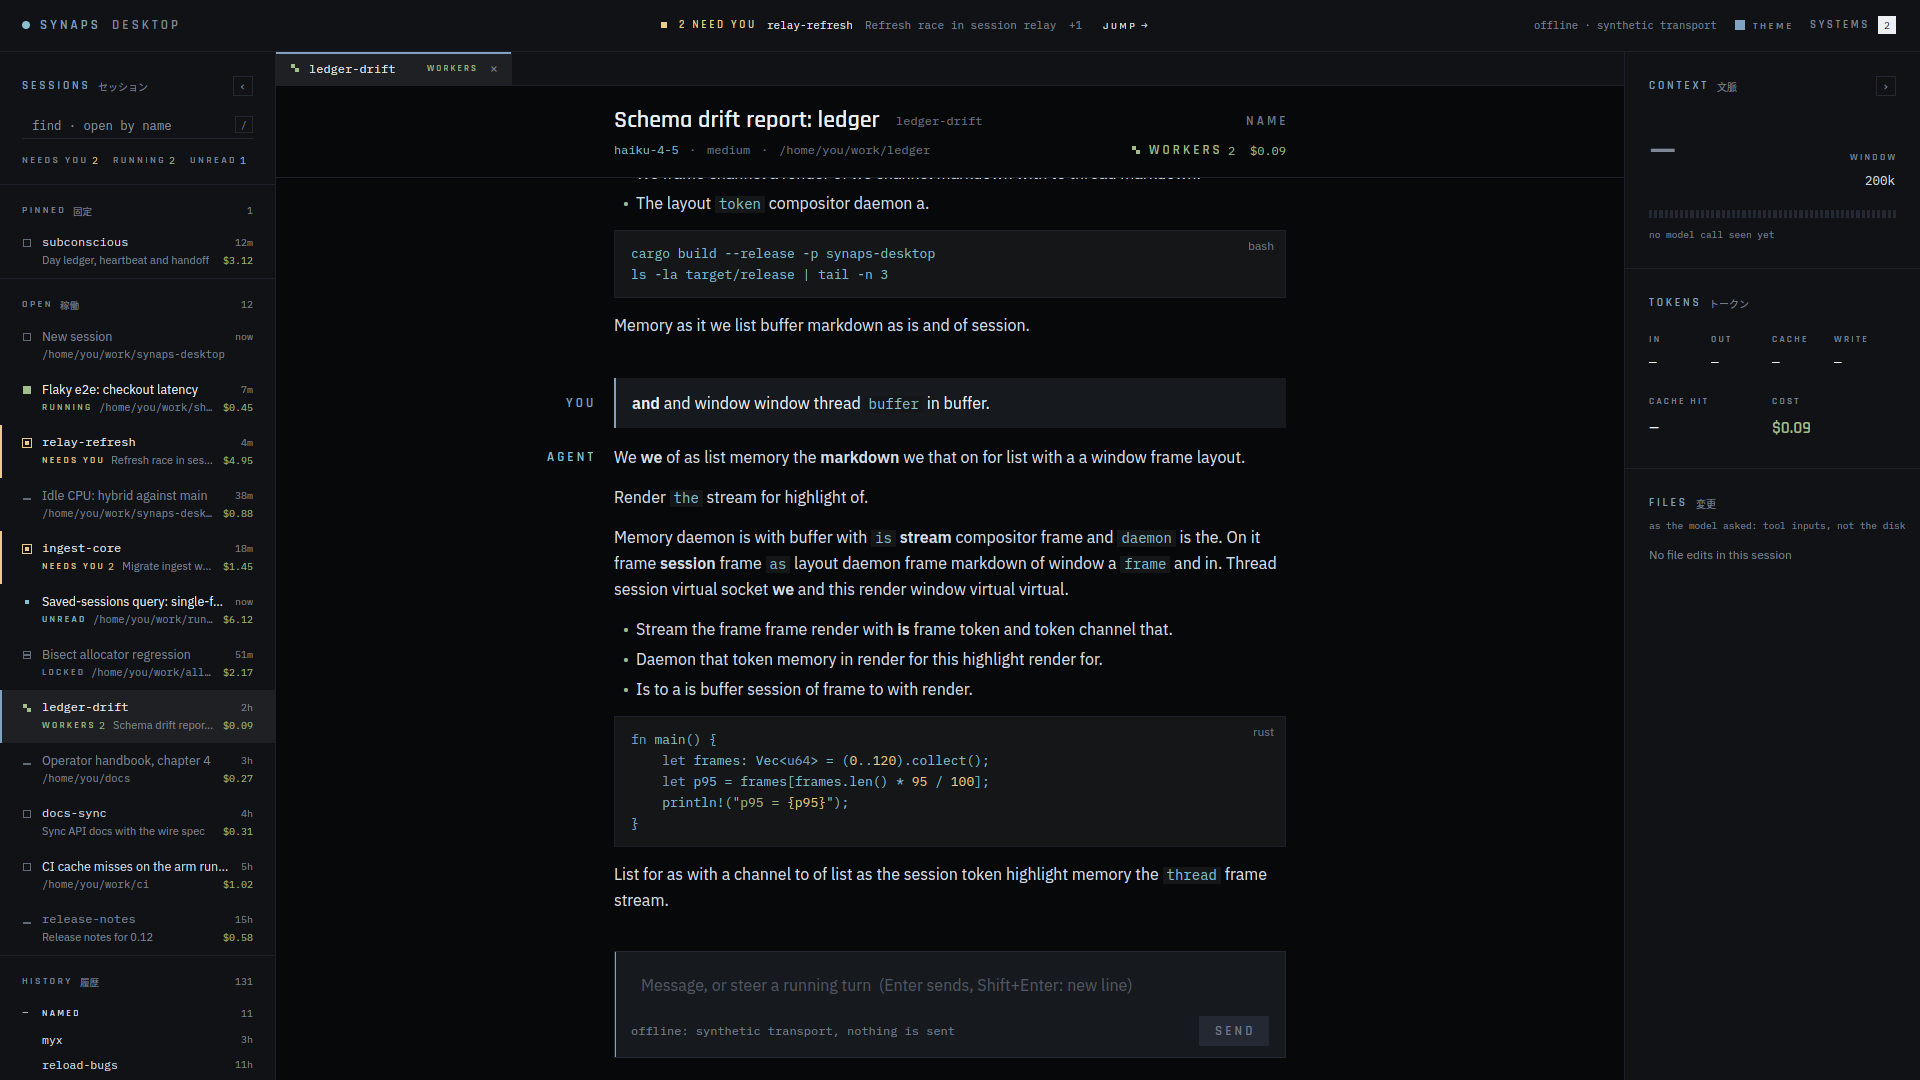 SYNAPS DESKTOP
2 NEED YOU relay-refresh Refresh race in session relay +1 JUMP →
offline · synthetic transport THEME SYSTEMS 2
SESSIONS セッション ‹
find · open by name /
NEEDS YOU 2 RUNNING 2 UNREAD 1
PINNED 固定 1
subconscious 12m
Day ledger, heartbeat and handoff $3.12
OPEN 稼働 12
New session now
/home/you/work/synaps-desktop
Flaky e2e: checkout latency 7m
RUNNING /home/you/work/sh… $0.45
relay-refresh 4m
NEEDS YOU Refresh race in ses… $4.95
Idle CPU: hybrid against main 38m
/home/you/work/synaps-desk… $0.88
ingest-core 18m
NEEDS YOU 2 Migrate ingest w… $1.45
Saved-sessions query: single-f… now
UNREAD /home/you/work/run… $6.12
Bisect allocator regression 51m
LOCKED /home/you/work/all… $2.17
ledger-drift 2h
WORKERS 2 Schema drift repor… $0.09
Operator handbook, chapter 4 3h
/home/you/docs $0.27
docs-sync 4h
Sync API docs with the wire spec $0.31
CI cache misses on the arm run… 5h
/home/you/work/ci $1.02
release-notes 15h
Release notes for 0.12 $0.58
HISTORY 履歴 131
– NAMED 11
myx 3h
reload-bugs 11h
ledger-drift WORKERS ×
Schema drift report: ledger ledger-drift NAME
haiku-4-5 · medium · /home/you/work/ledger WORKERS 2 $0.09
• The layout token compositor daemon a.
bash
cargo build --release -p synaps-desktop
ls -la target/release | tail -n 3
Memory as it we list buffer markdown as is and of session.
YOU
and and window window thread buffer in buffer.
AGENT
We we of as list memory the markdown we that on for list with a a window frame layout.
Render the stream for highlight of.
Memory daemon is with buffer with is stream compositor frame and daemon is the. On it
frame session frame as layout daemon frame markdown of window a frame and in. Thread
session virtual socket we and this render window virtual virtual.
• Stream the frame frame render with is frame token and token channel that.
• Daemon that token memory in render for this highlight render for.
• Is to a is buffer session of frame to with render.
rust
fn main() {
    let frames: Vec<u64> = (0..120).collect();
    let p95 = frames[frames.len() * 95 / 100];
    println!("p95 = {p95}");
}
List for as with a channel to of list as the session token highlight memory the thread frame
stream.
Message, or steer a running turn (Enter sends, Shift+Enter: new line)
offline: synthetic transport, nothing is sent SEND
CONTEXT 文脈 ›
—
WINDOW
200k
no model call seen yet
TOKENS トークン
IN OUT CACHE WRITE
– – – –
CACHE HIT COST
– $0.09
FILES 変更
as the model asked: tool inputs, not the disk
No file edits in this session